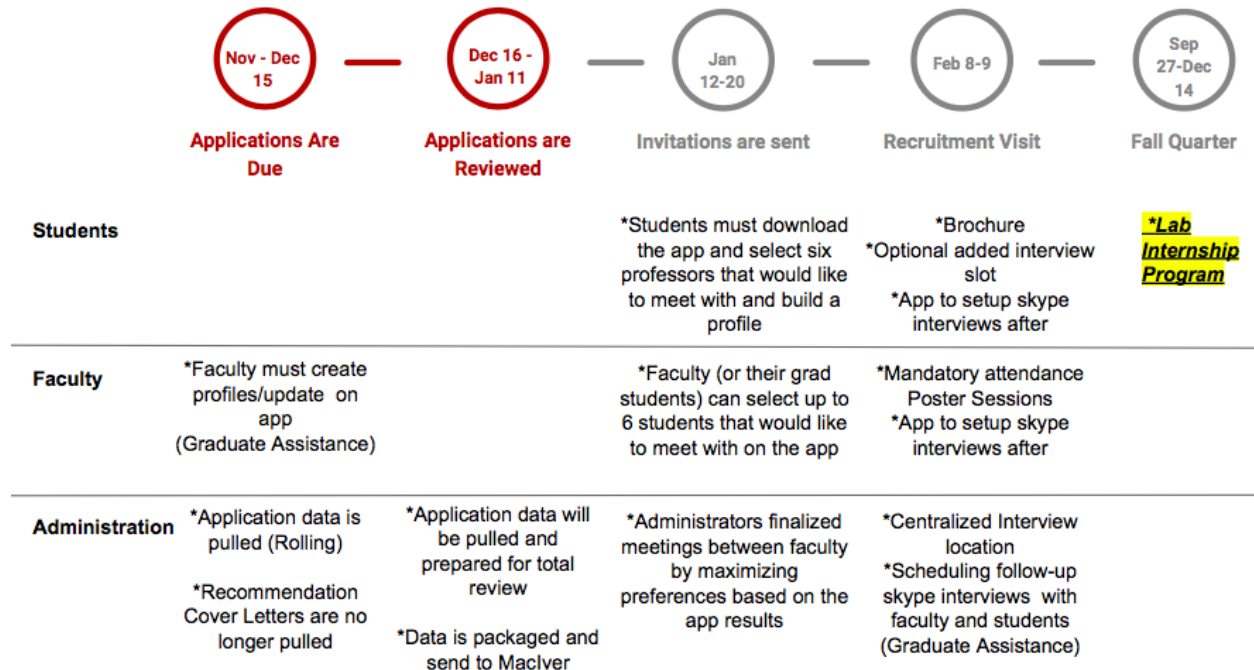 Nov - Dec
15
Dec 16 -
Jan 11
Jan
12-20
Feb 8-9
Sep
27-Dec
14
Applications Are
Due
Applications are
Reviewed
Invitations are sent
Recruitment Visit
Fall Quarter
Students
*Students must download
the app and select six
professors that would like
to meet with and build a
profile
*Brochure
*Optional added interview
slot
*App to setup skype
interviews after
*Lab
Internship
Program
Faculty
*Faculty must create
profiles/update on
app
(Graduate Assistance)
*Faculty (or their grad
students) can select up to
6 students that would like
to meet with on the app
*Mandatory attendance
Poster Sessions
*App to setup skype
interviews after
Administration
*Application data is
pulled (Rolling)
*Recommendation
Cover Letters are no
longer pulled
*Application data will
be pulled and
prepared for total
review
*Data is packaged and
send to MacIver
*Administrators finalized
meetings between faculty
by maximizing
preferences based on the
app results
*Centralized Interview
location
*Scheduling follow-up
skype interviews with
faculty and students
(Graduate Assistance)